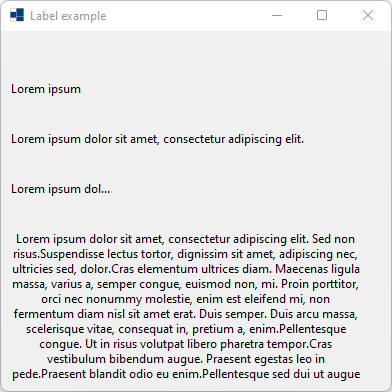 Label example
Lorem ipsum
Lorem ipsum dolor sit amet, consectetur adipiscing elit.
Lorem ipsum dol...
Lorem ipsum dolor sit amet, consectetur adipiscing elit. Sed non
risus.Suspendisse lectus tortor, dignissim sit amet, adipiscing nec,
ultricies sed, dolor.Cras elementum ultrices diam. Maecenas ligula
massa, varius a, semper congue, euismod non, mi. Proin porttitor,
orci nec nonummy molestie, enim est eleifend mi, non
fermentum diam nisl sit amet erat. Duis semper. Duis arcu massa,
scelerisque vitae, consequat in, pretium a, enim.Pellentesque
congue. Ut in risus volutpat libero pharetra tempor.Cras
vestibulum bibendum augue. Praesent egestas leo in
pede.Praesent blandit odio eu enim.Pellentesque sed dui ut augue